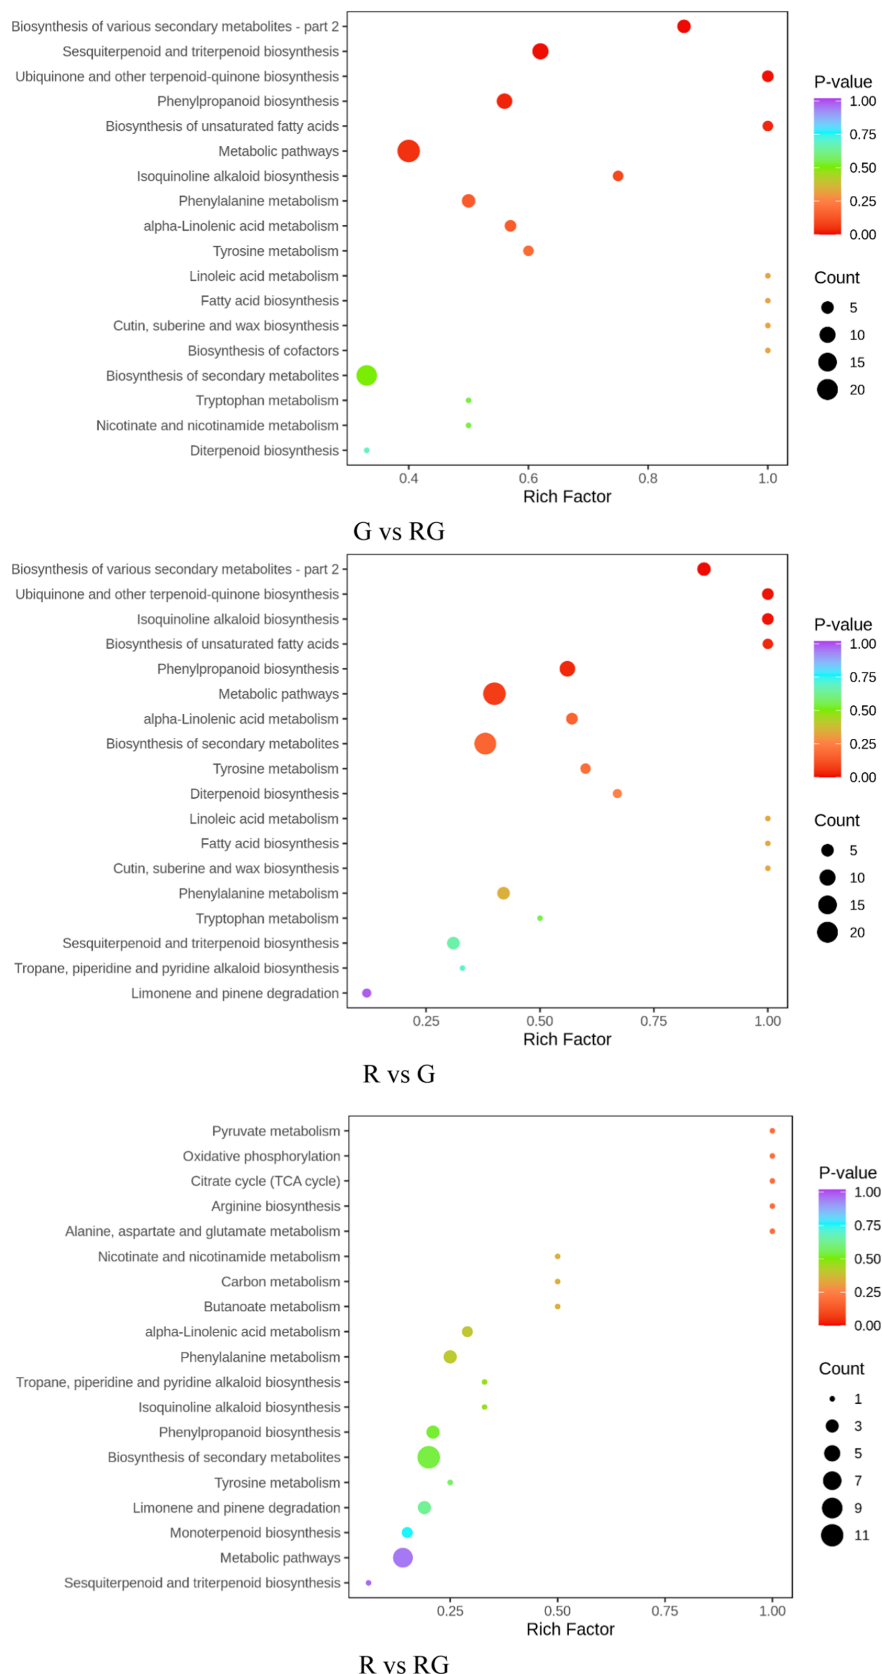 Biosynthesis of various secondary metabolites - part 2
Sesquiterpenoid and triterpenoid biosynthesis
Ubiquinone and other terpenoid-quinone biosynthesis
Phenylpropanoid biosynthesis
Biosynthesis of unsaturated fatty acids
Metabolic pathways
Isoquinoline alkaloid biosynthesis
Phenylalanine metabolism
alpha-Linolenic acid metabolism
Tyrosine metabolism
Linoleic acid metabolism
Fatty acid biosynthesis
Cutin, suberine and wax biosynthesis
Biosynthesis of cofactors
Biosynthesis of secondary metabolites
Tryptophan metabolism
Nicotinate and nicotinamide metabolism
Diterpenoid biosynthesis
0.4 0.6 0.8 1.0
Rich Factor
P-value
1.00
0.75
0.50
0.25
0.00
Count
5
10
15
20
G vs RG
Biosynthesis of various secondary metabolites - part 2
Ubiquinone and other terpenoid-quinone biosynthesis
Isoquinoline alkaloid biosynthesis
Biosynthesis of unsaturated fatty acids
Phenylpropanoid biosynthesis
Metabolic pathways
alpha-Linolenic acid metabolism
Biosynthesis of secondary metabolites
Tyrosine metabolism
Diterpenoid biosynthesis
Linoleic acid metabolism
Fatty acid biosynthesis
Cutin, suberine and wax biosynthesis
Phenylalanine metabolism
Tryptophan metabolism
Sesquiterpenoid and triterpenoid biosynthesis
Tropane, piperidine and pyridine alkaloid biosynthesis
Limonene and pinene degradation
0.25 0.50 0.75 1.00
Rich Factor
P-value
1.00
0.75
0.50
0.25
0.00
Count
5
10
15
20
R vs G
Pyruvate metabolism
Oxidative phosphorylation
Citrate cycle (TCA cycle)
Arginine biosynthesis
Alanine, aspartate and glutamate metabolism
Nicotinate and nicotinamide metabolism
Carbon metabolism
Butanoate metabolism
alpha-Linolenic acid metabolism
Phenylalanine metabolism
Tropane, piperidine and pyridine alkaloid biosynthesis
Isoquinoline alkaloid biosynthesis
Phenylpropanoid biosynthesis
Biosynthesis of secondary metabolites
Tyrosine metabolism
Limonene and pinene degradation
Monoterpenoid biosynthesis
Metabolic pathways
Sesquiterpenoid and triterpenoid biosynthesis
0.25 0.50 0.75 1.00
Rich Factor
P-value
1.00
0.75
0.50
0.25
0.00
Count
1
3
5
7
9
11
R vs RG